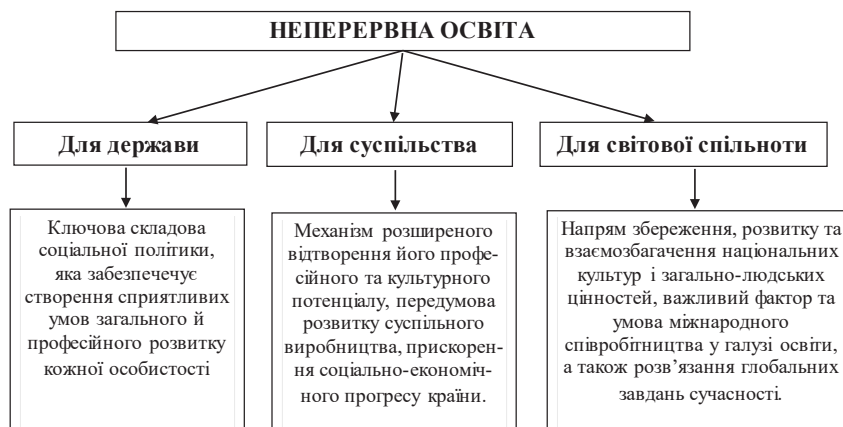 НЕПЕРЕРВНА ОСВІТА
Для держави
Для суспільства
Для світової спільноти
Ключова складова
соціальної політики,
яка забезпечечує
створення сприятливих
умов загального й
професійного розвитку
кожної особистості
Механізм розширеного
відтворення його профе-
сійного та культурного
потенціалу, передумова
розвитку суспільного
виробництва, прискорен-
ня соціально-економіч-
ного прогресу країни.
Напрям збереження, розвитку та
взаємозбагачення національних
культур і загально-людських
цінностей, важливий фактор та
умова міжнародного
співробітництва у галузі освіти,
а також розв’язання глобальних
завдань сучасності.